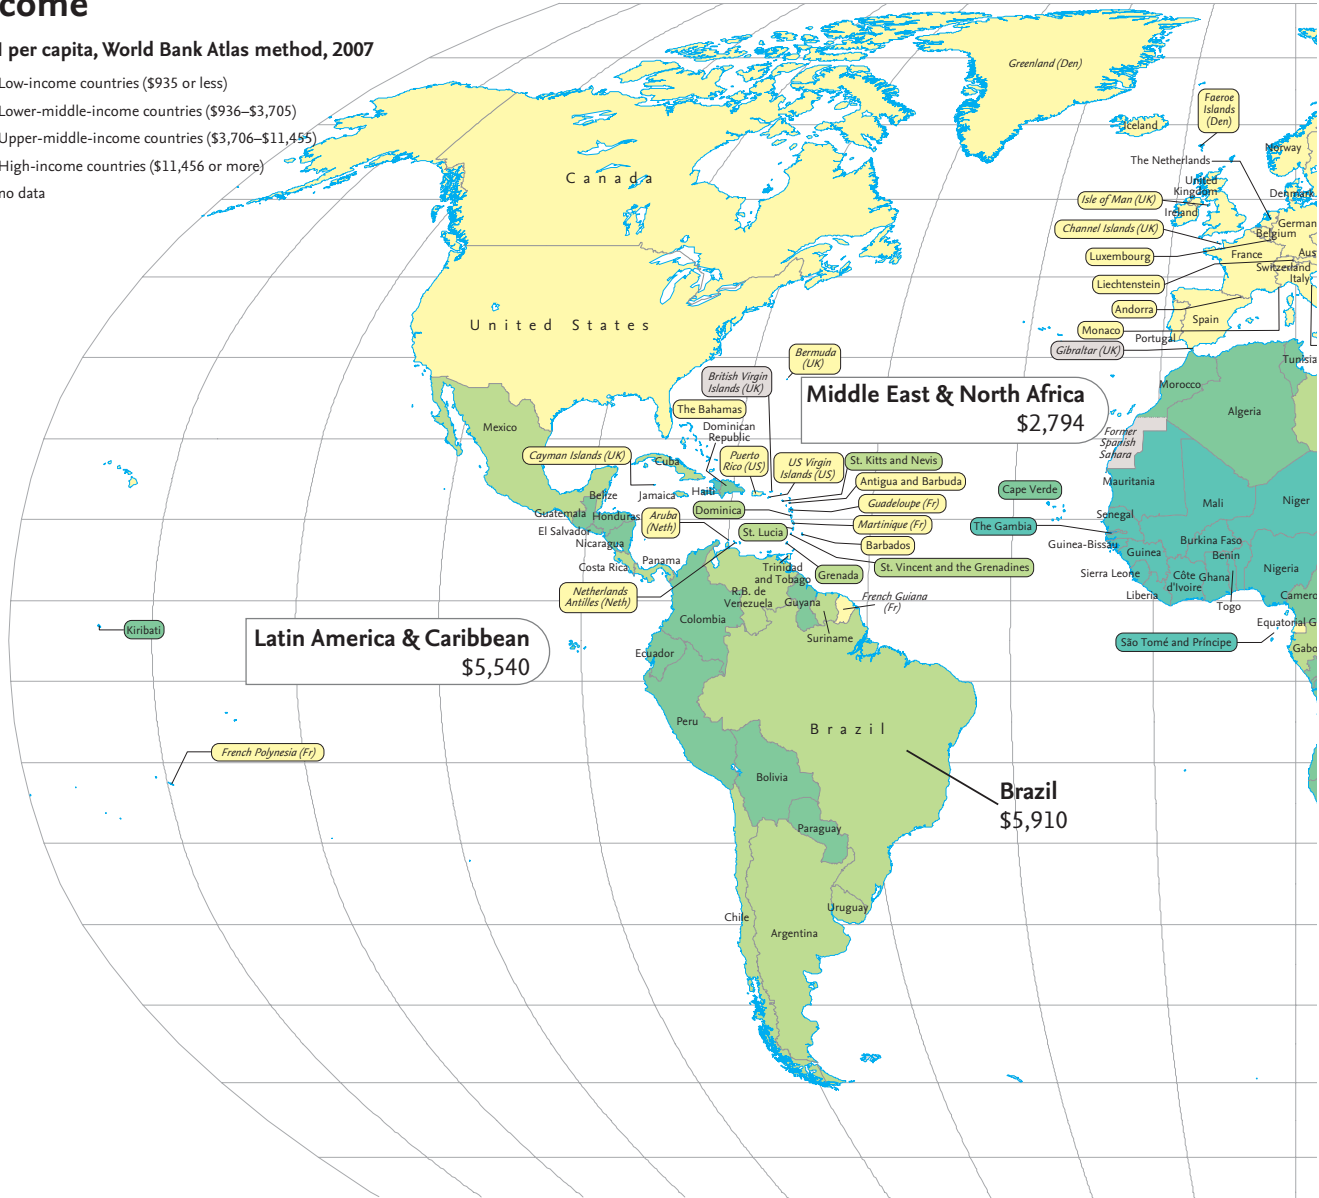 come
I per capita, World Bank Atlas method, 2007
Low-income countries ($935 or less)
Lower-middle-income countries ($936–$3,705)
Upper-middle-income countries ($3,706–$11,455)
High-income countries ($11,456 or more)
no data
Greenland (Den)
Faeroe
Islands
(Den)
Iceland
Norway
The Netherlands
United
Kingdom
Denmark
Isle of Man (UK)
Ireland
Channel Islands (UK)
German
Belgium
Luxembourg
France
Aus
Switzerland
Italy
Liechtenstein
Andorra
Spain
Monaco
Portugal
Gibraltar (UK)
Tunisia
Canada
United States
Bermuda
(UK)
British Virgin
Islands (UK)
Middle East & North Africa
$2,794
Morocco
Algeria
Former
Spanish
Sahara
The Bahamas
Dominican
Republic
Mexico
Cayman Islands (UK)
Cuba
Puerto
Rico (US)
US Virgin
Islands (US)
St. Kitts and Nevis
Antigua and Barbuda
Guadeloupe (Fr)
Martinique (Fr)
Barbados
St. Vincent and the Grenadines
Belize
Jamaica
Haiti
Dominica
Guatemala
Honduras
Aruba
(Neth)
El Salvador
Nicaragua
St. Lucia
Costa Rica
Panama
Grenada
Trinidad
and Tobago
Netherlands
Antilles (Neth)
R.B. de
Venezuela
Guyana
French Guiana
(Fr)
Suriname
Colombia
Cape Verde
Mauritania
Mali
Niger
Senegal
The Gambia
Guinea-Bissau
Guinea
Burkina Faso
Benin
Sierra Leone
Côte
d'Ivoire
Ghana
Nigeria
Liberia
Togo
Camero
Equatorial G
São Tomé and Príncipe
Gabo
Kiribati
Latin America & Caribbean
$5,540
Ecuador
Peru
Brazil
French Polynesia (Fr)
Bolivia
Brazil
$5,910
Paraguay
Chile
Uruguay
Argentina